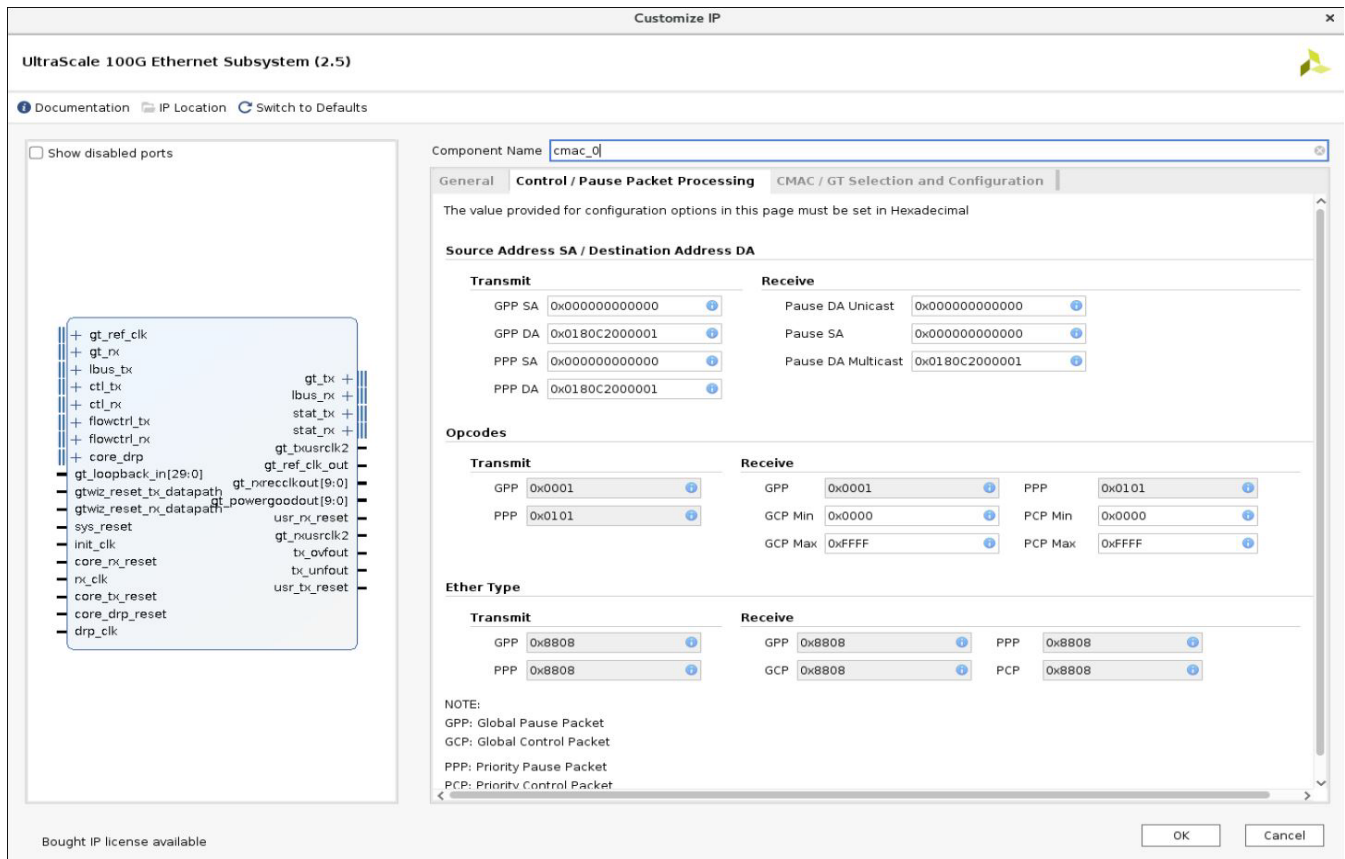 Customize IP
UltraScale 100G Ethernet Subsystem (2.5)
Documentation IP Location Switch to Defaults
Show disabled ports
+ gt_ref_clk
+ gt_rx
+ lbus_tx
+ ctl_tx
+ ctl_rx
+ flowctrl_tx
+ flowctrl_rx
+ core_drp
gt_loopback_in[29:0]
gtwiz_reset_tx_datapath
gtwiz_reset_rx_datapath
sys_reset
init_clk
core_rx_reset
rx_clk
core_tx_reset
core_drp_reset
drp_clk
gt_tx +
lbus_rx +
stat_tx +
stat_rx +
gt_txusrclk2
gt_ref_clk_out
gt_rxrecclkout[9:0]
gt_powergoodout[9:0]
usr_rx_reset
gt_rxusrclk2
tx_ovfout
tx_unfout
usr_tx_reset
Component Name cmac_0
General Control / Pause Packet Processing CMAC / GT Selection and Configuration
The value provided for configuration options in this page must be set in Hexadecimal
Source Address SA / Destination Address DA
Transmit Receive
GPP SA 0x000000000000 Pause DA Unicast 0x000000000000
GPP DA 0x0180C2000001 Pause SA 0x000000000000
PPP SA 0x000000000000 Pause DA Multicast 0x0180C2000001
PPP DA 0x0180C2000001
Opcodes
Transmit Receive
GPP 0x0001 GPP 0x0001 PPP 0x0101
PPP 0x0101 GCP Min 0x0000 PCP Min 0x0000
GCP Max 0xFFFF PCP Max 0xFFFF
Ether Type
Transmit Receive
GPP 0x8808 GPP 0x8808 PPP 0x8808
PPP 0x8808 GCP 0x8808 PCP 0x8808
NOTE:
GPP: Global Pause Packet
GCP: Global Control Packet
PPP: Priority Pause Packet
PCP: Priority Control Packet
Bought IP license available
OK Cancel